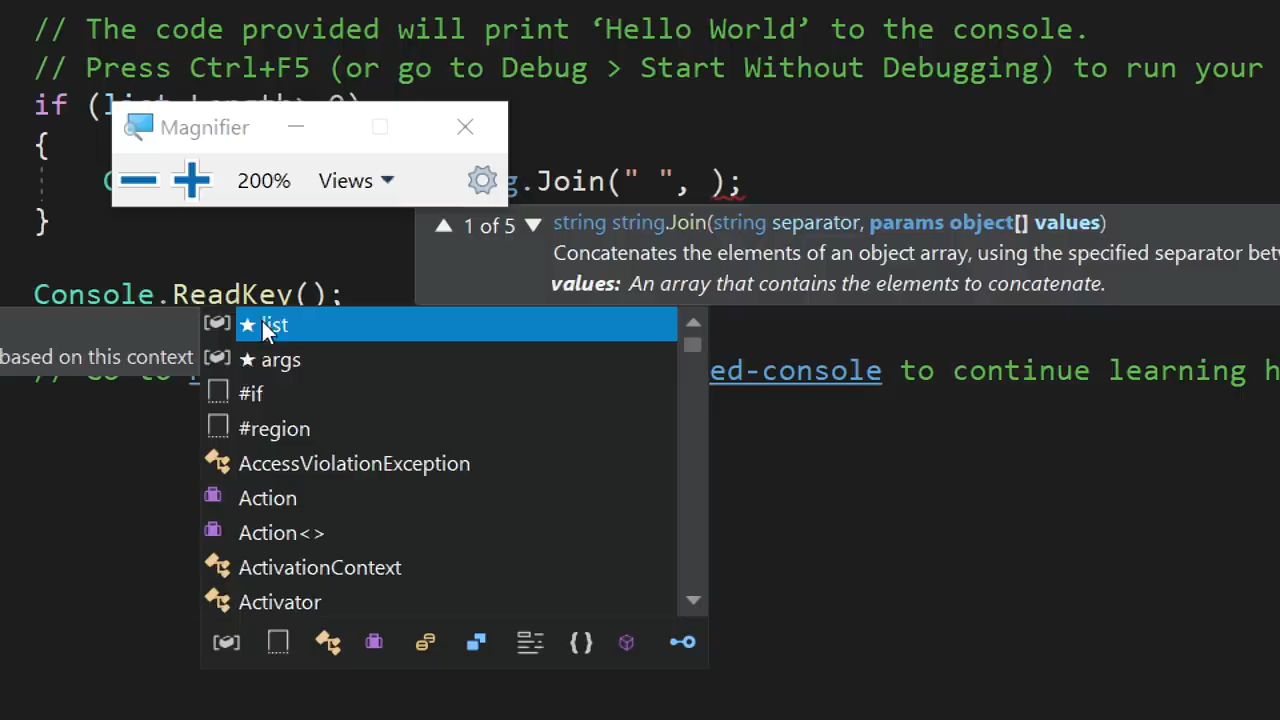 // The code provided will print ‘Hello World’ to the console.
// Press Ctrl+F5 (or go to Debug > Start Without Debugging) to run your
if (list.Length> 0)
Magnifier
{
200% Views
.Join(" ", );
}
1 of 5 string string.Join(string separator, params object[] values)
Concatenates the elements of an object array, using the specified separator
values: An array that contains the elements to concatenate.
Console.ReadKey();
★ list
based on this context
★ args
ed-console to continue learning
#if
#region
AccessViolationException
Action
Action<>
ActivationContext
Activator